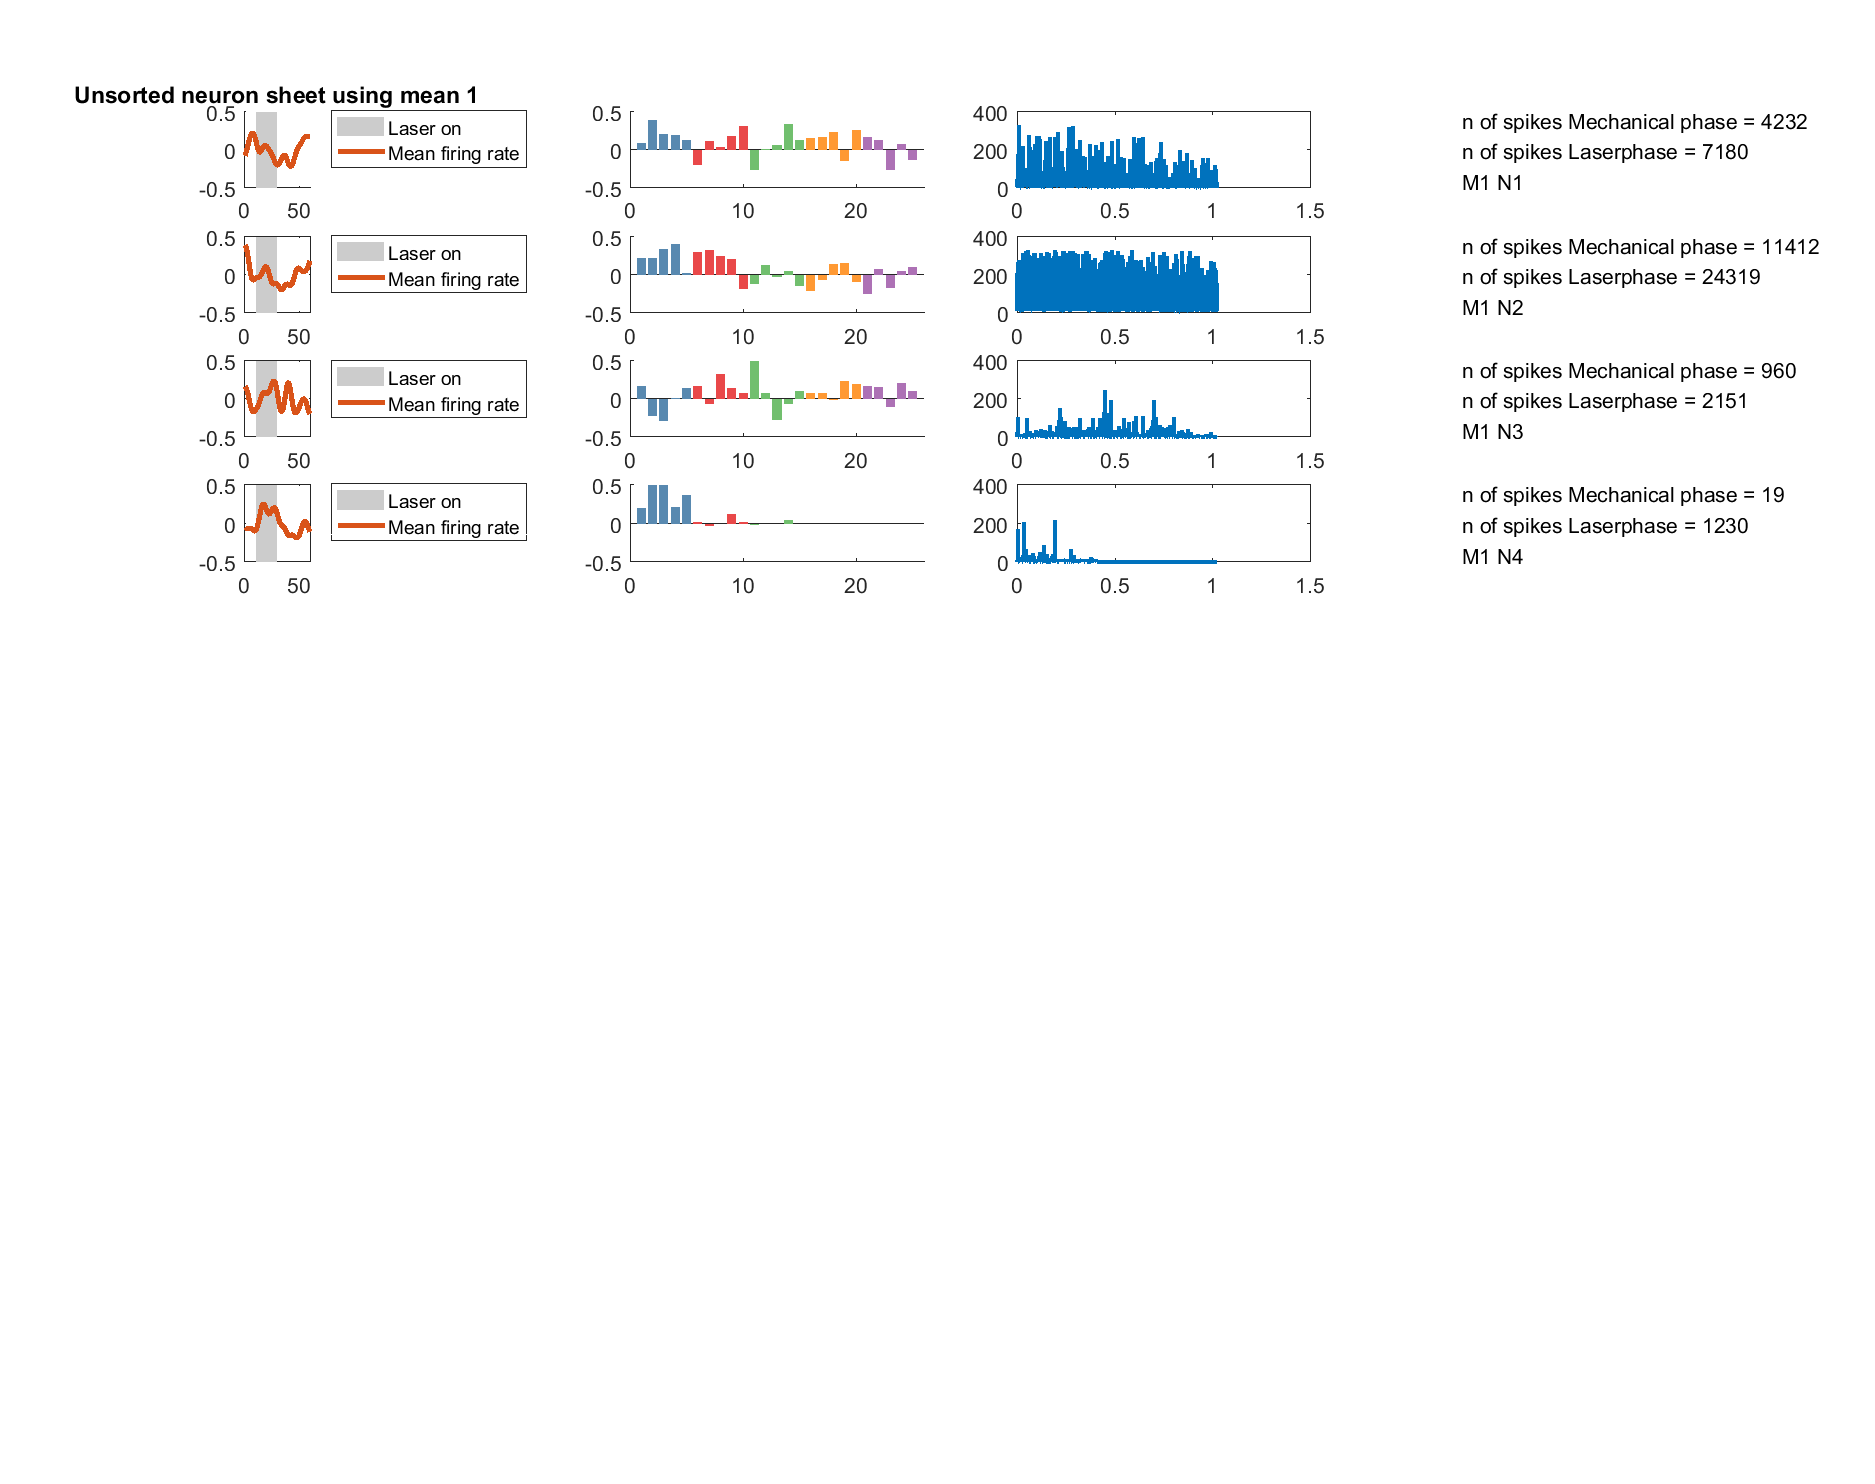 Unsorted neuron sheet using mean 1
0.5
0
-0.5
0 50
Laser on
Mean firing rate
0.5
0
-0.5
0 10 20
400
200
0
0 0.5 1 1.5
n of spikes Mechanical phase = 4232
n of spikes Laserphase = 7180
M1 N1
0.5
0
-0.5
0 50
Laser on
Mean firing rate
0.5
0
-0.5
0 10 20
400
200
0
0 0.5 1 1.5
n of spikes Mechanical phase = 11412
n of spikes Laserphase = 24319
M1 N2
0.5
0
-0.5
0 50
Laser on
Mean firing rate
0.5
0
-0.5
0 10 20
400
200
0
0 0.5 1 1.5
n of spikes Mechanical phase = 960
n of spikes Laserphase = 2151
M1 N3
0.5
0
-0.5
0 50
Laser on
Mean firing rate
0.5
0
-0.5
0 10 20
400
200
0
0 0.5 1 1.5
n of spikes Mechanical phase = 19
n of spikes Laserphase = 1230
M1 N4